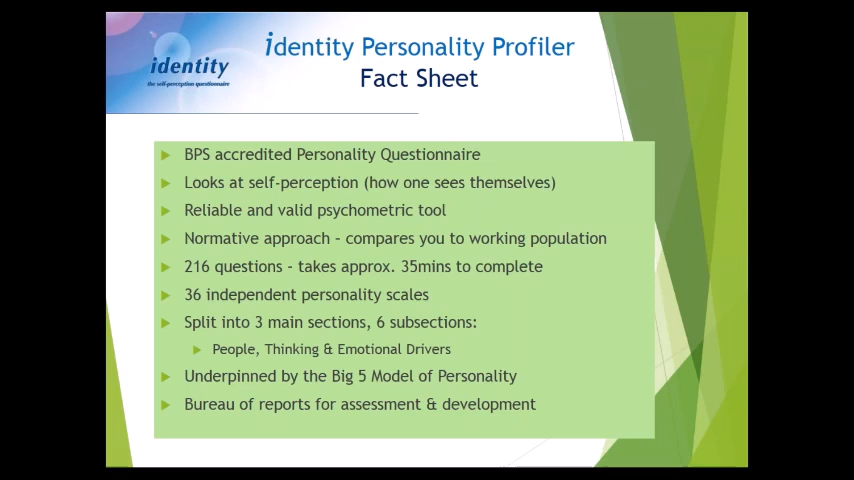 identity
the self-perception questionnaire
identity Personality Profiler
Fact Sheet
BPS accredited Personality Questionnaire
Looks at self-perception (how one sees themselves)
Reliable and valid psychometric tool
Normative approach – compares you to working population
216 questions – takes approx. 35mins to complete
36 independent personality scales
Split into 3 main sections, 6 subsections:
People, Thinking & Emotional Drivers
Underpinned by the Big 5 Model of Personality
Bureau of reports for assessment & development